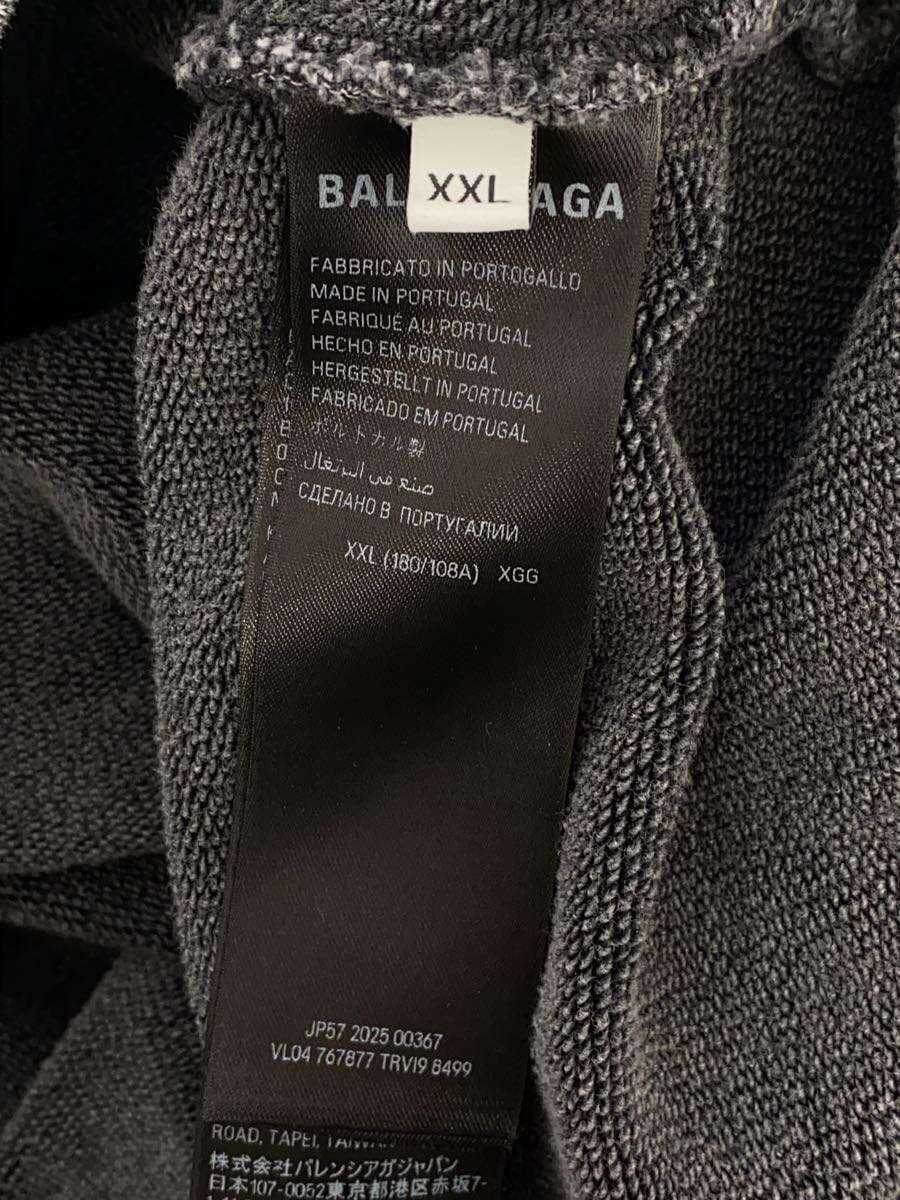 XXL
BAL AGA
FABBRICATO IN PORTOGALLO
MADE IN PORTUGAL
FABRIQUÉ AU PORTUGAL
HECHO EN PORTUGAL
HERGESTELLT IN PORTUGAL
FABRICADO EM PORTUGAL
ポルトガル製
صنع في البرتغال
СДЕЛАНО В ПОРТУГАЛИИ
XXL (180/108A) XGG
JP57 2025 00367
VL04 767877 TRVI9 8499
ROAD, TAPEI,
株式会社バレンシアガジャパン
日本107-0052東京都港区赤坂7-